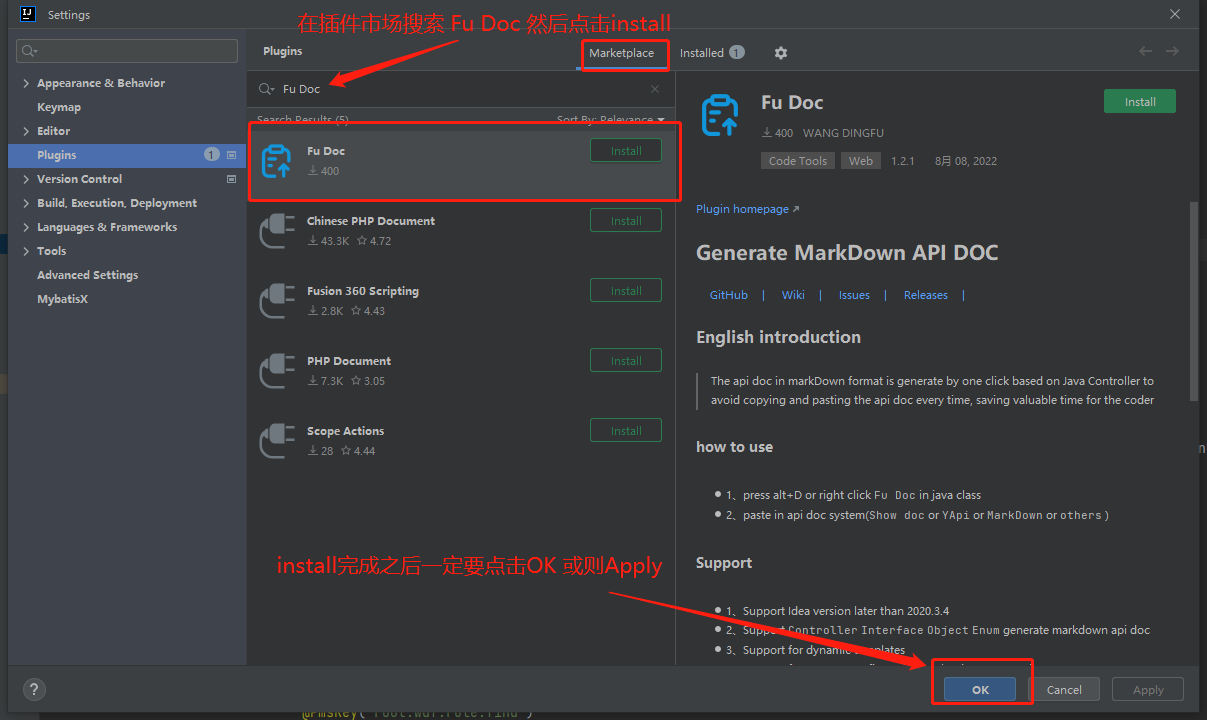 Settings
在插件市场搜索 Fu Doc 然后点击install
Appearance & Behavior
Keymap
Editor
Plugins
1
Version Control
Build, Execution, Deployment
Languages & Frameworks
Tools
Advanced Settings
MybatisX
Plugins
Marketplace
Installed 1
Fu Doc
Search Results (5)
Sort By: Relevance
Fu Doc
400
Install
Chinese PHP Document
43.3K 4.72
Install
Fusion 360 Scripting
2.8K 4.43
Install
PHP Document
7.3K 3.05
Install
Scope Actions
28 4.44
Install
Fu Doc
Install
400 WANG DINGFU
Code Tools Web 1.2.1 8月 08, 2022
Plugin homepage
Generate MarkDown API DOC
GitHub | Wiki | Issues | Releases |
English introduction
The api doc in markDown format is generate by one click based on Java Controller to
avoid copying and pasting the api doc every time, saving valuable time for the coder
how to use
1、press alt+D or right click Fu Doc in java class
2、paste in api doc system(Show doc or YApi or MarkDown or others )
install完成之后一定要点击OK 或则Apply
Support
1、Support Idea version later than 2020.3.4
2、Support Controller Interface Object Enum generate markdown api doc
3、Support for dynamic templates
?
OK
Cancel
Apply